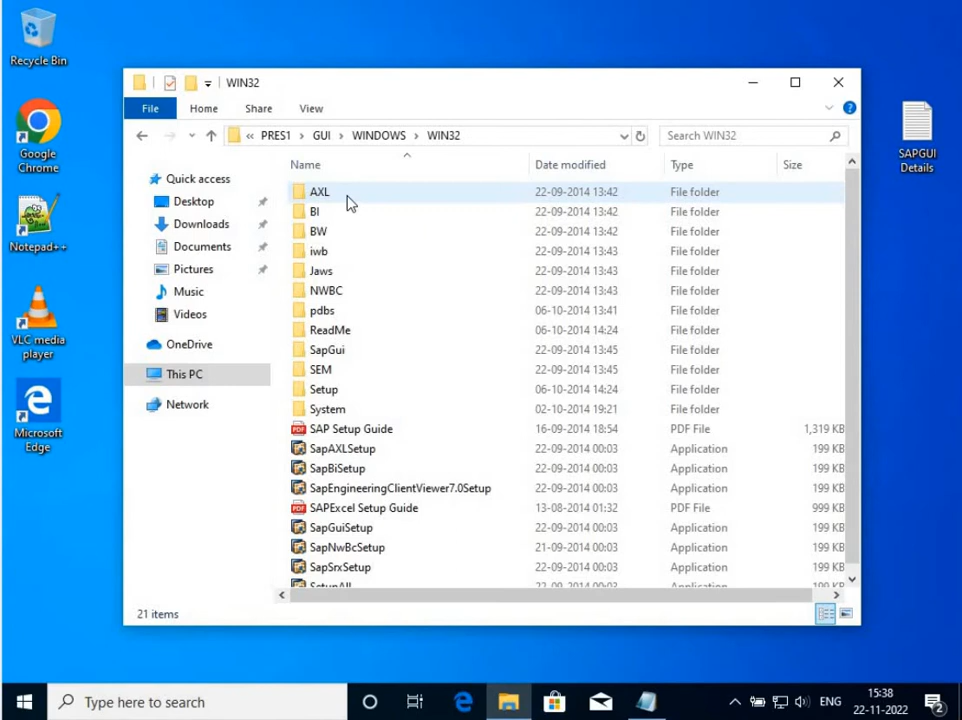 Recycle Bin
Google
Chrome
Notepad++
VLC media
player
Microsoft
Edge
SAPGUI
Details
WIN32
File Home Share View
« PRES1 › GUI › WINDOWS › WIN32
Search WIN32
Name Date modified Type Size
Quick access
Desktop
Downloads
Documents
Pictures
Music
Videos
OneDrive
This PC
Network
AXL 22-09-2014 13:42 File folder
BI 22-09-2014 13:42 File folder
BW 22-09-2014 13:42 File folder
iwb 22-09-2014 13:43 File folder
Jaws 22-09-2014 13:43 File folder
NWBC 22-09-2014 13:43 File folder
pdbs 06-10-2014 13:41 File folder
ReadMe 06-10-2014 14:24 File folder
SapGui 22-09-2014 13:45 File folder
SEM 22-09-2014 13:45 File folder
Setup 06-10-2014 14:24 File folder
System 02-10-2014 19:21 File folder
SAP Setup Guide 16-09-2014 18:54 PDF File 1,319 KB
SapAXLSetup 22-09-2014 00:03 Application 199 KB
SapBiSetup 22-09-2014 00:03 Application 199 KB
SapEngineeringClientViewer7.0Setup 22-09-2014 00:03 Application 199 KB
SAPExcel Setup Guide 13-08-2014 01:32 PDF File 999 KB
SapGuiSetup 22-09-2014 00:03 Application 199 KB
SapNwBcSetup 21-09-2014 00:03 Application 199 KB
SapSrxSetup 22-09-2014 00:03 Application 199 KB
SetupAll 22-09-2014 00:03 Application 199 KB
21 items
Type here to search
ENG
15:38
22-11-2022
2